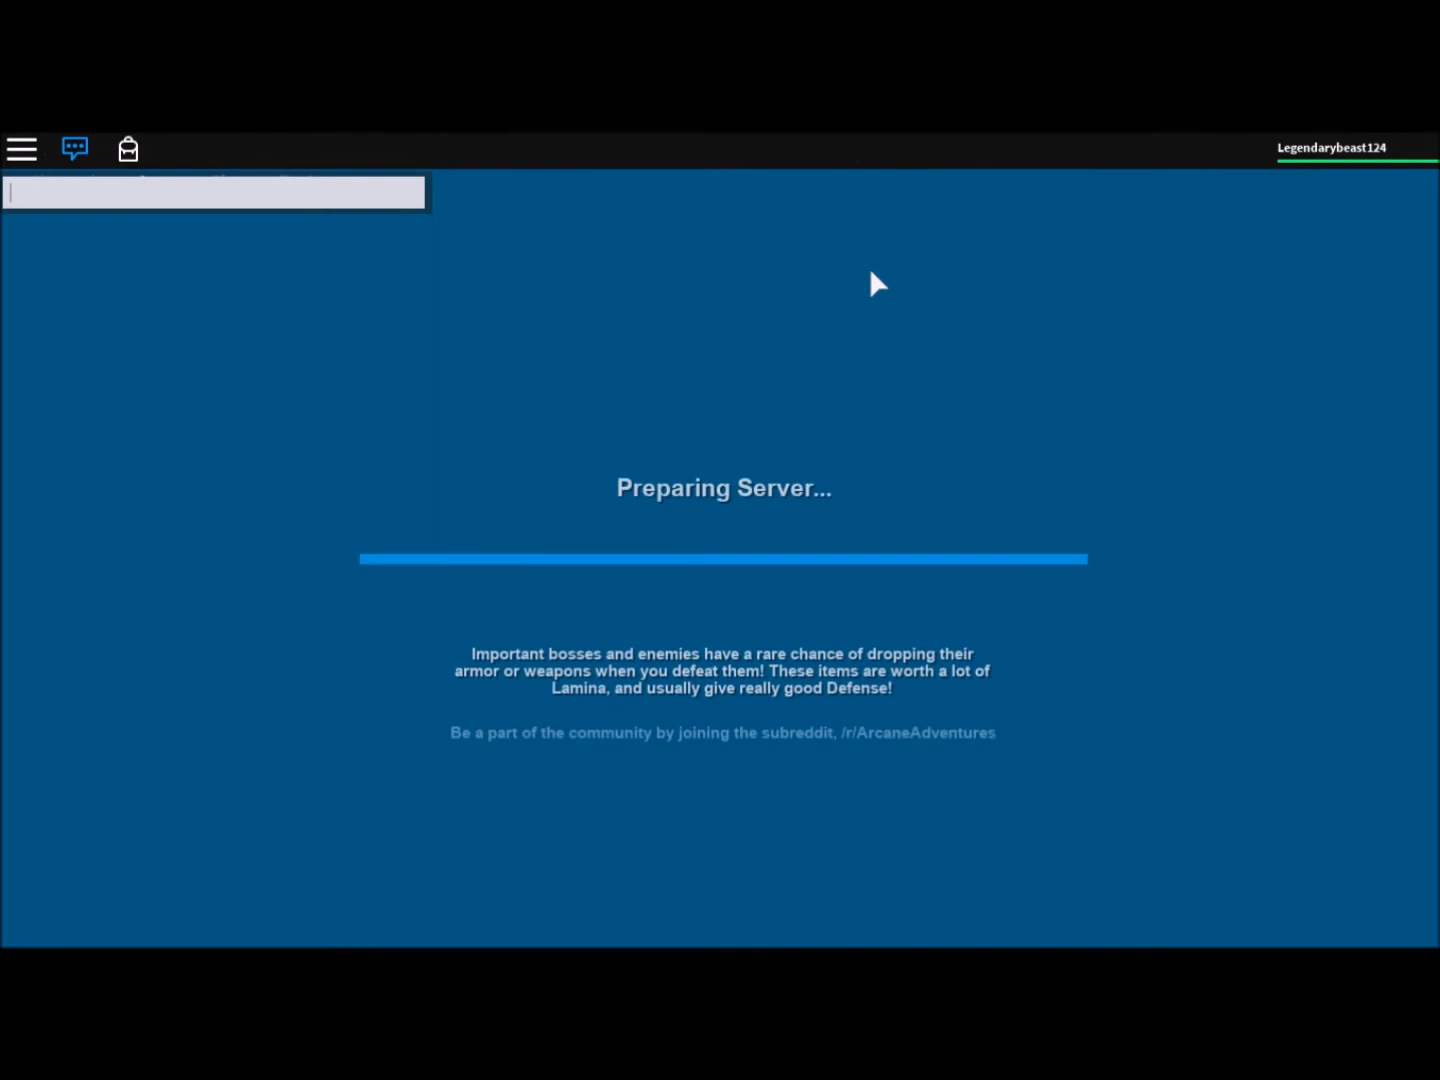 Legendarybeast124
Preparing Server...
Important bosses and enemies have a rare chance of dropping their
armor or weapons when you defeat them! These items are worth a lot of
Lamina, and usually give really good Defense!
Be a part of the community by joining the subreddit, /r/ArcaneAdventures